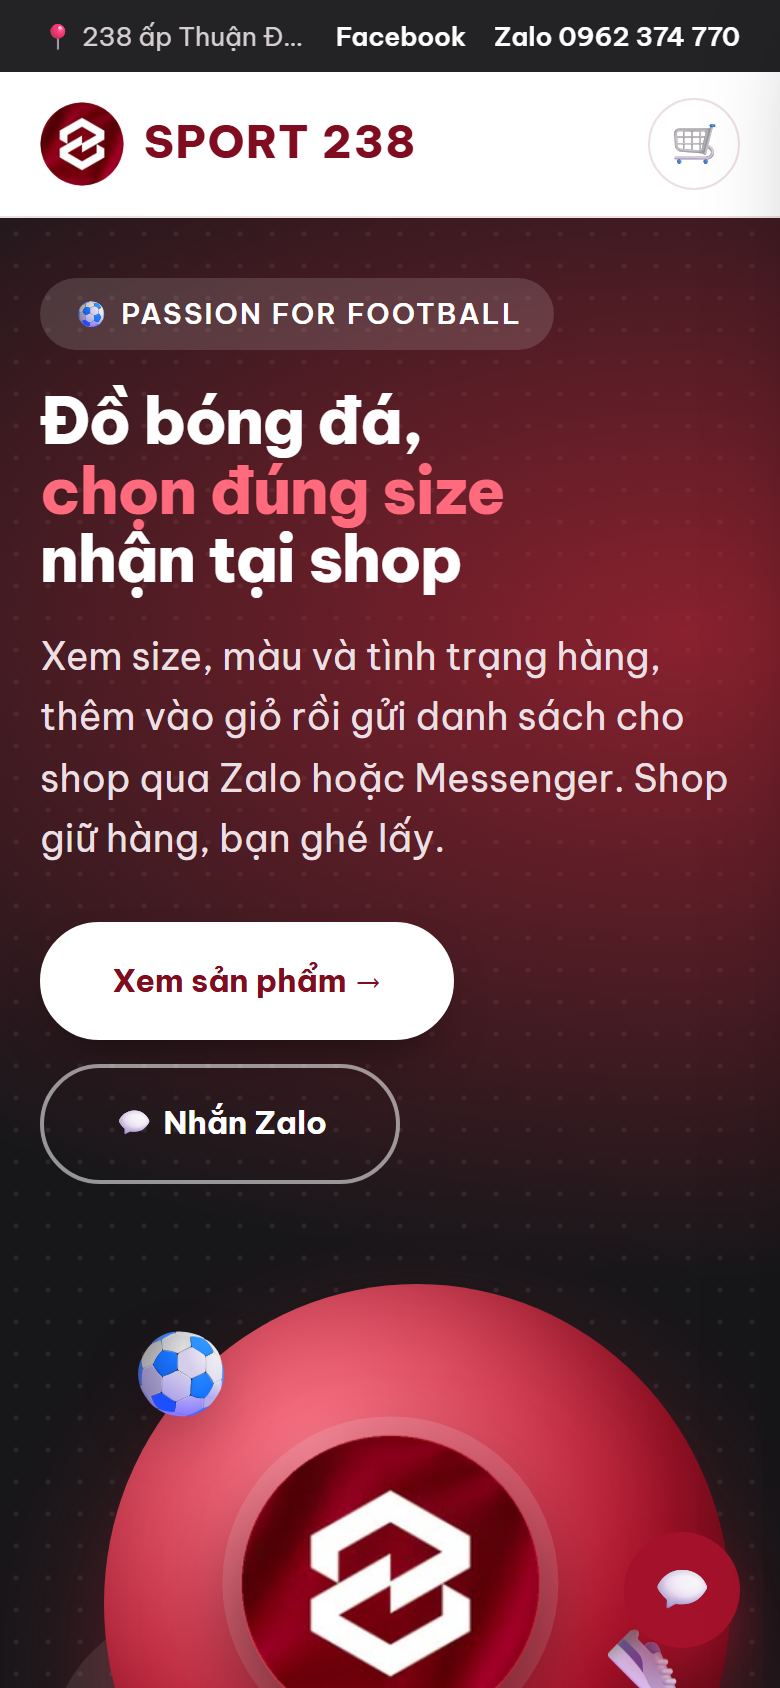 238 ấp Thuận Đ...
Facebook
Zalo 0962 374 770
SPORT 238
PASSION FOR FOOTBALL
Đồ bóng đá,
chọn đúng size
nhận tại shop
Xem size, màu và tình trạng hàng,
thêm vào giỏ rồi gửi danh sách cho
shop qua Zalo hoặc Messenger. Shop
giữ hàng, bạn ghé lấy.
Xem sản phẩm →
Nhắn Zalo